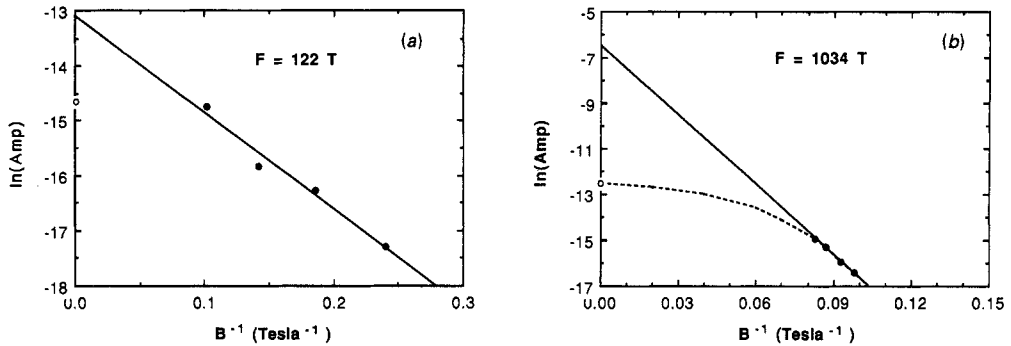 (a)
F = 122 T
ln(Amp)
-13
-14
-15
-16
-17
-18
0.0
0.1
0.2
0.3
B⁻¹ (Tesla⁻¹)
(b)
F = 1034 T
ln(Amp)
-5
-7
-9
-11
-13
-15
-17
0.00
0.03
0.06
0.09
0.12
0.15
B⁻¹ (Tesla⁻¹)